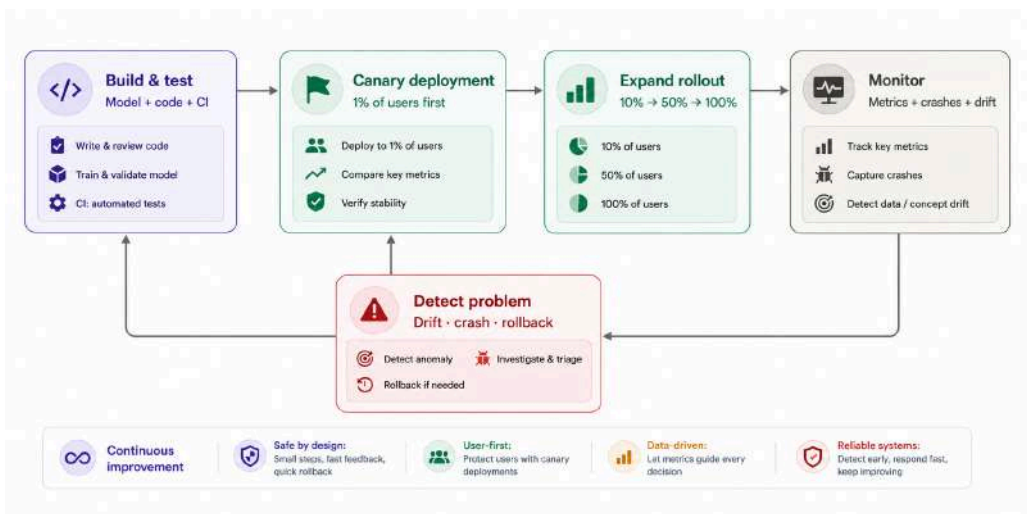 Build & test
Model + code + CI
Write & review code
Train & validate model
CI: automated tests
Canary deployment
1% of users first
Deploy to 1% of users
Compare key metrics
Verify stability
Expand rollout
10% → 50% → 100%
10% of users
50% of users
100% of users
Monitor
Metrics + crashes + drift
Track key metrics
Capture crashes
Detect data / concept drift
Detect problem
Drift · crash · rollback
Detect anomaly
Investigate & triage
Rollback if needed
Continuous
improvement
Safe by design:
Small steps, fast feedback,
quick rollback
User-first:
Protect users with canary
deployments
Data-driven:
Let metrics guide every
decision
Reliable systems:
Detect early, respond fast,
keep improving